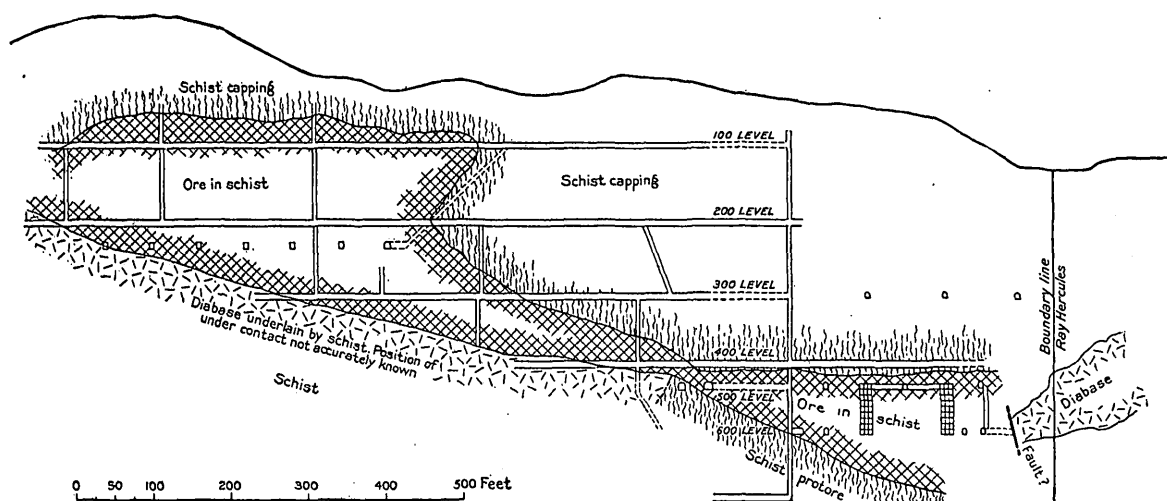 Schist capping
100 LEVEL
Ore in schist
Schist capping
200 LEVEL
300 LEVEL
Boundary line
Ray Hercules
Diabase underlain by schist. Position of
under contact not accurately known
400 LEVEL
Schist
500 LEVEL
Ore in schist
Diabase
600 LEVEL
Fault?
Schist protore
0 50 100 200 300 400 500 Feet